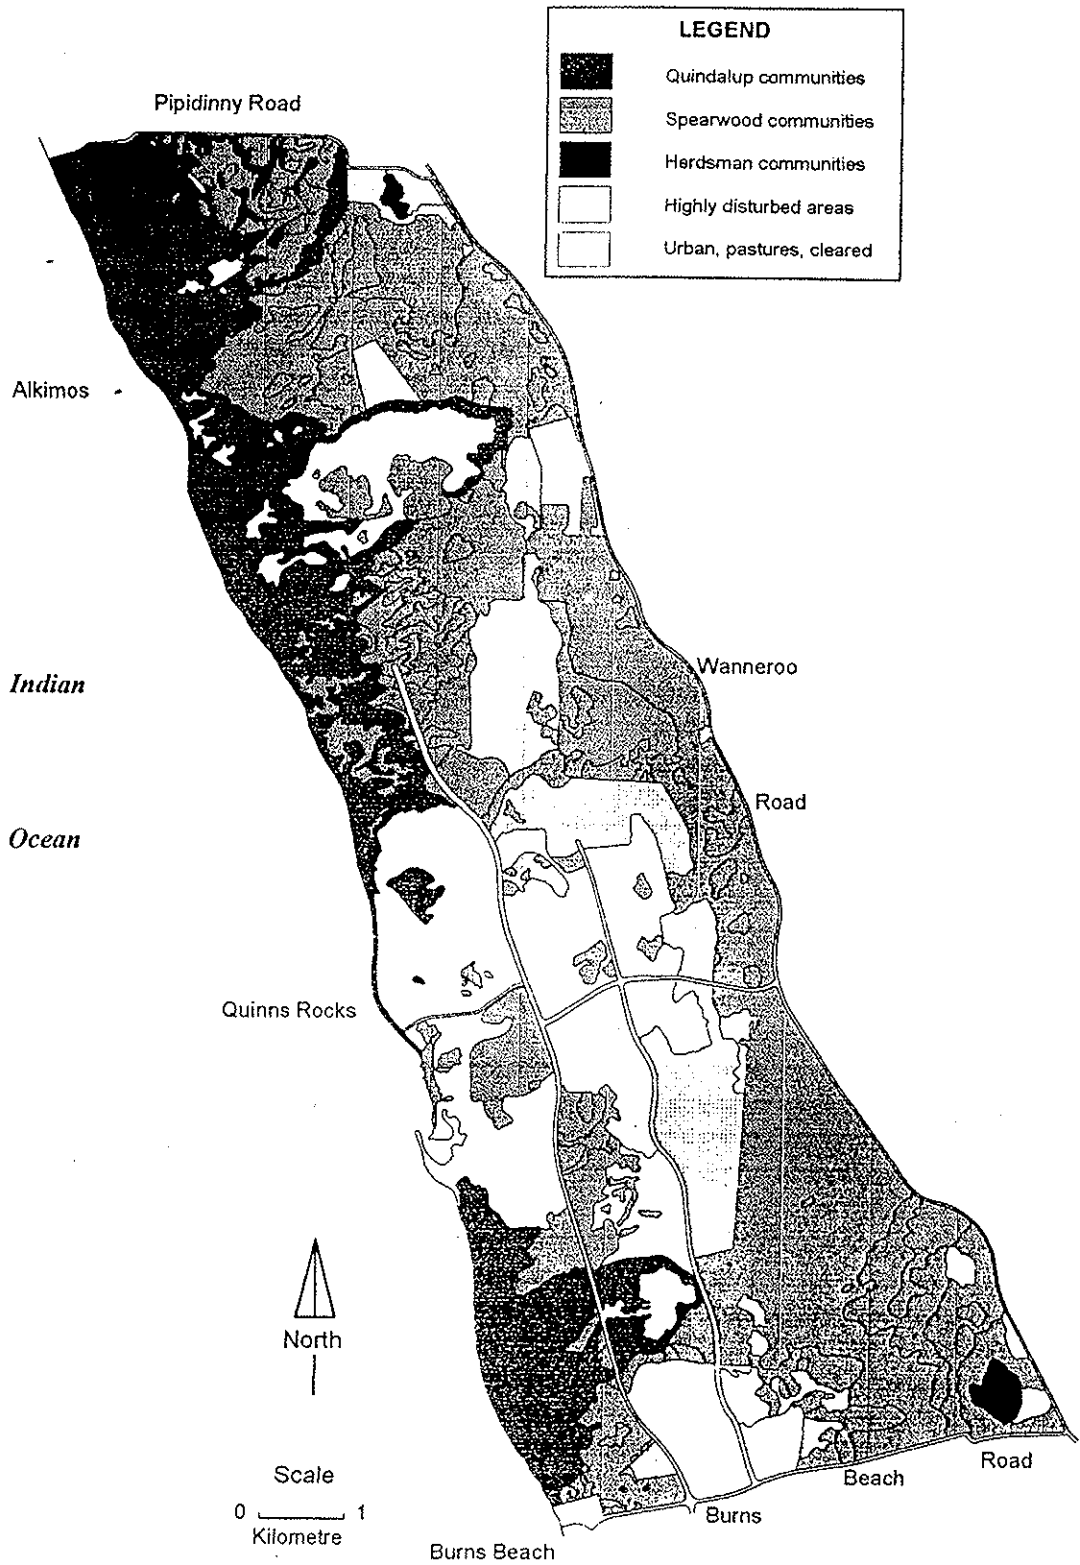 LEGEND
Quindalup communities
Spearwood communities
Herdsman communities
Highly disturbed areas
Urban, pastures, cleared
Pipidinny Road
Alkimos
Indian
Wanneroo
Road
Ocean
Quinns Rocks
North
Scale
0 1
Kilometre
Road
Beach
Burns
Burns Beach